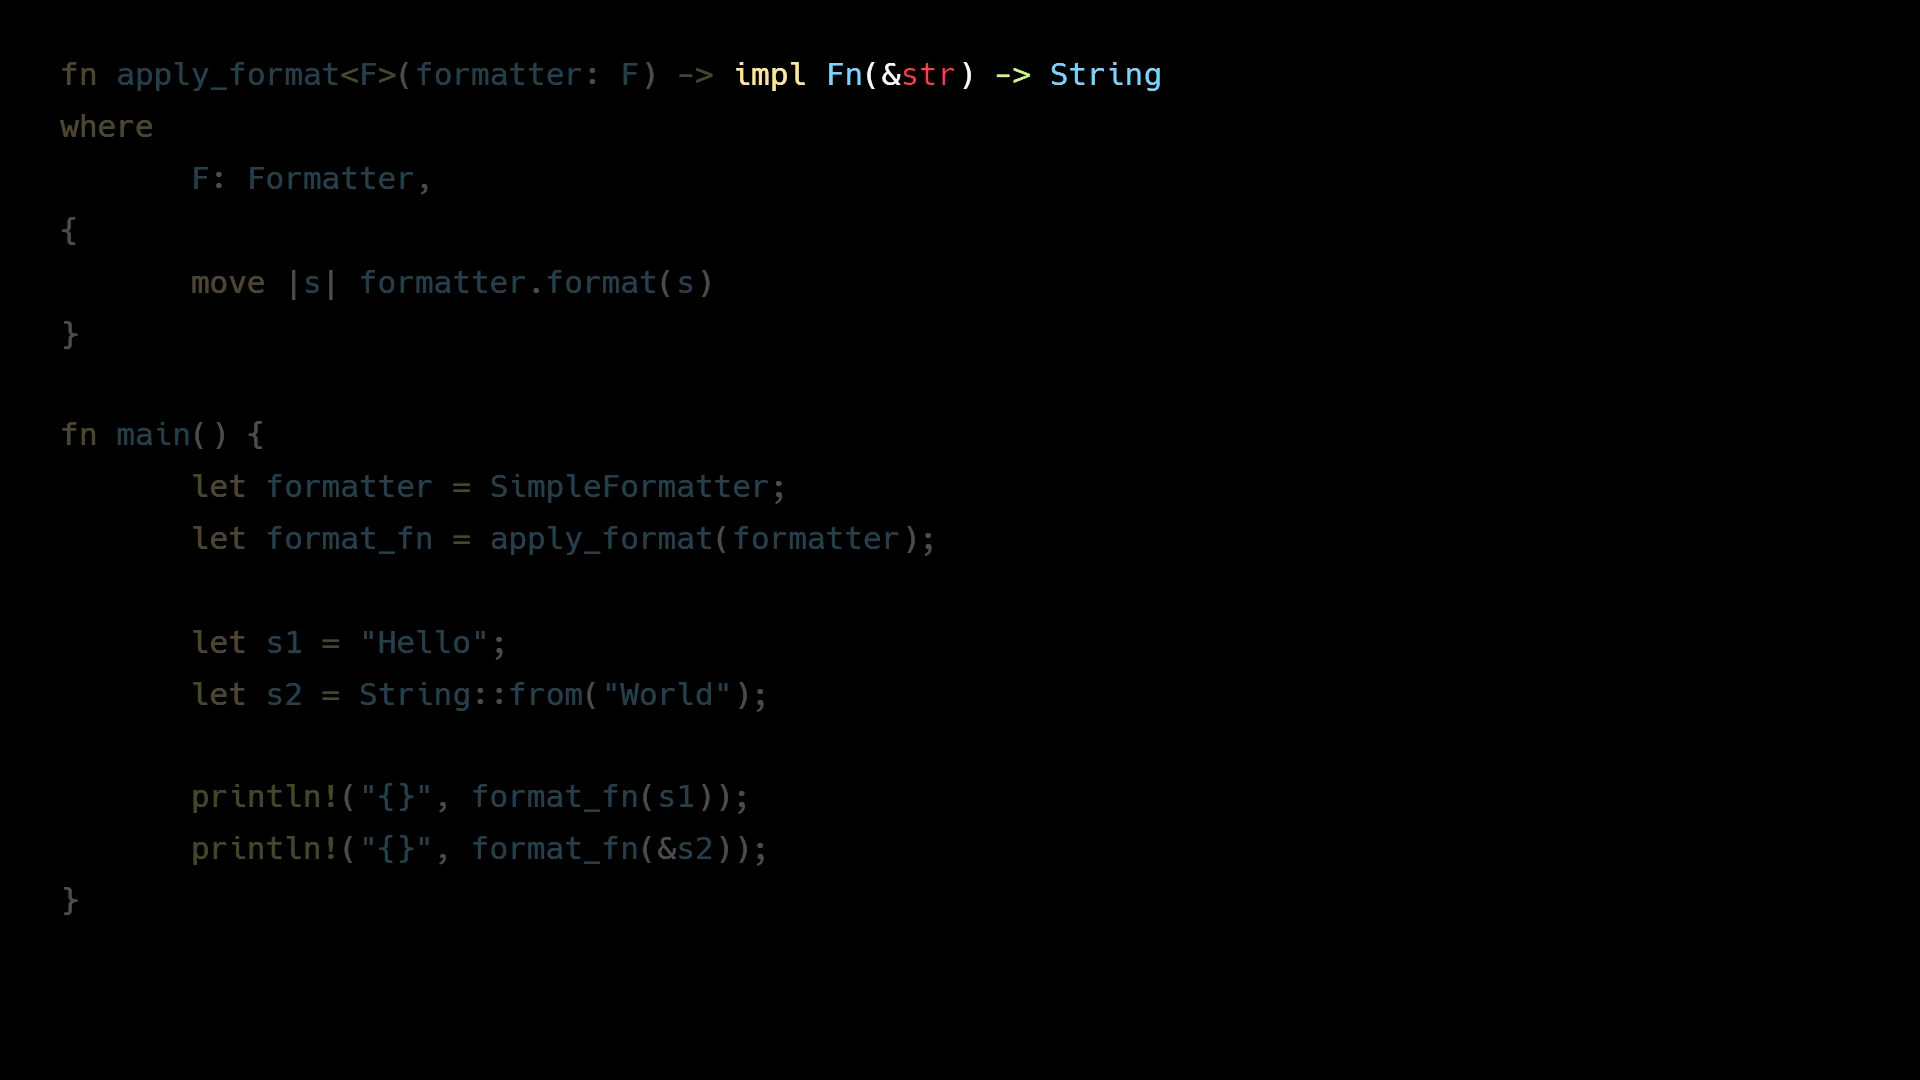 fn apply_format<F>(formatter: F) -> impl Fn(&str) -> String
where
    F: Formatter,
{
    move |s| formatter.format(s)
}
fn main() {
    let formatter = SimpleFormatter;
    let format_fn = apply_format(formatter);
    let s1 = "Hello";
    let s2 = String::from("World");
    println!("{}", format_fn(s1));
    println!("{}", format_fn(&s2));
}